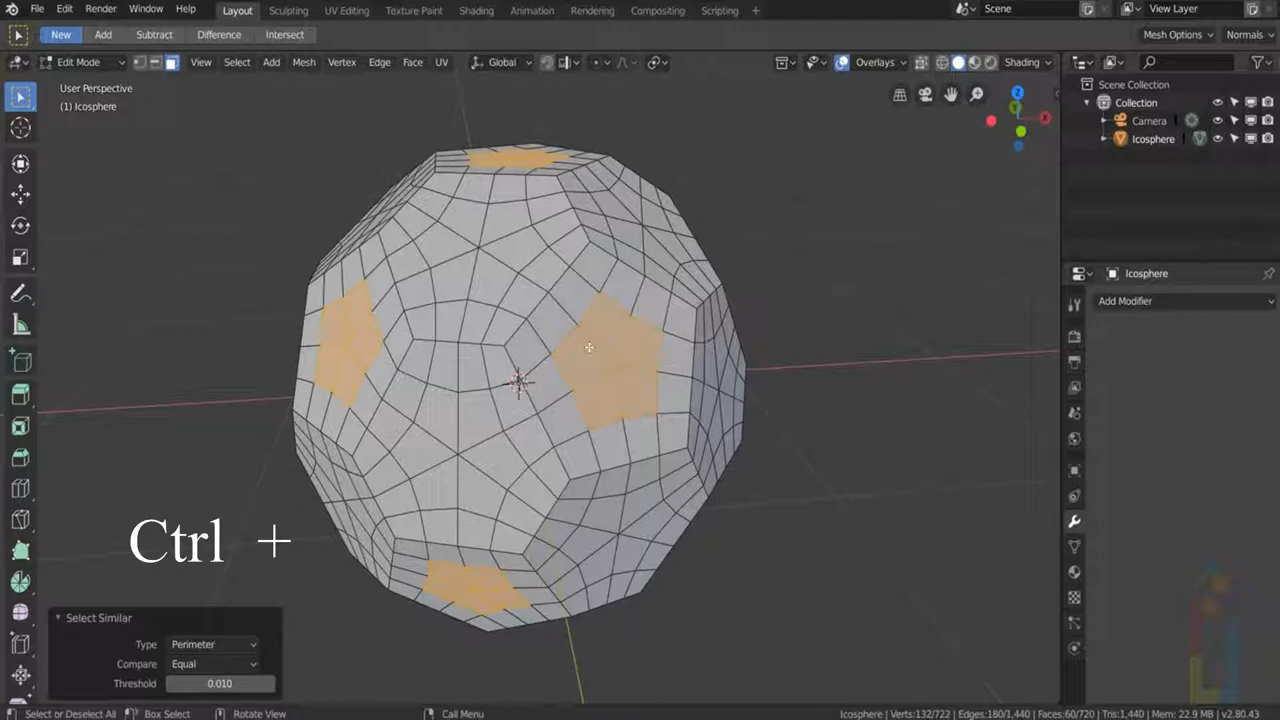 File Edit Render Window Help Layout Sculpting UV Editing Texture Paint Shading Animation Rendering Compositing Scripting + Scene View Layer
New Add Subtract Difference Intersect Mesh Options Normals
Edit Mode View Select Add Mesh Vertex Edge Face UV Global Overlays Shading
User Perspective
(1) Icosphere
Z
Y
X
Scene Collection
Collection
Camera
Icosphere
Icosphere
Add Modifier
Ctrl +
Select Similar
Type Perimeter
Compare Equal
Threshold 0.010
Select or Deselect All Box Select Rotate View Call Menu Icosphere | Verts:132/722 | Edges:180/1,440 | Faces:60/720 | Tris:1,440 | Mem: 22.9 MB | v2.80.43